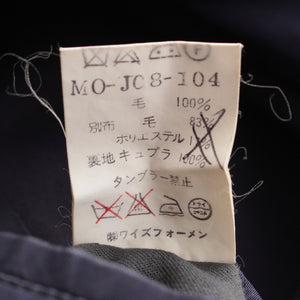 MO-JC8-104
毛 100%
別布 毛 83%
ポリエステル
裏地 キュプラ 100%
タンブラー禁止
㈱ワイズフォーメン